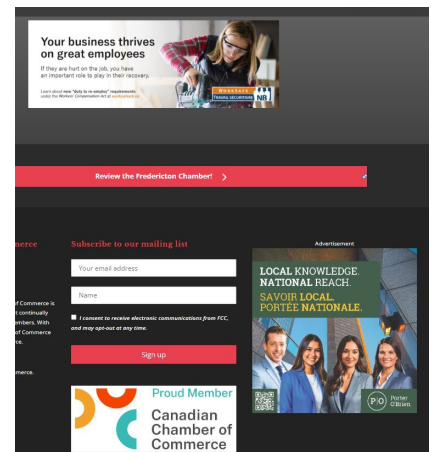 Your business thrives
on great employees
If they are hurt on the job, you have
an important role to play in their recovery.
Learn about new "duty to re-employ" requirements
under the Workers' Compensation Act at
TRAVAIL SÉCURITAIRE NB
Review the Fredericton Chamber!
merce
Subscribe to our mailing list
Advertisement
Your email address
Name
of Commerce is
t continually
embers. With
of Commerce
rce.
mmerce.
I consent to receive electronic communications from FCC,
and may opt-out at any time.
Sign up
Proud Member
Canadian
Chamber of
Commerce
LOCAL KNOWLEDGE.
NATIONAL REACH.
SAVOIR LOCAL.
PORTÉE NATIONALE.
P|O
Porter
O'Brien